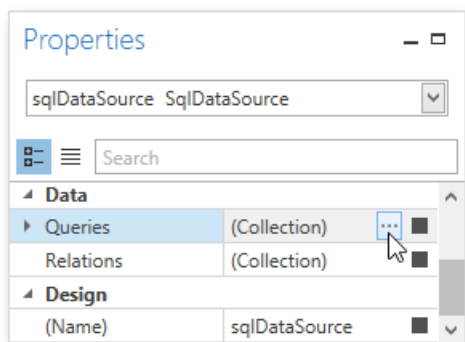 Properties
sqlDataSource SqlDataSource
Search
Data
Queries (Collection) ...
Relations (Collection)
Design
(Name) sqlDataSource